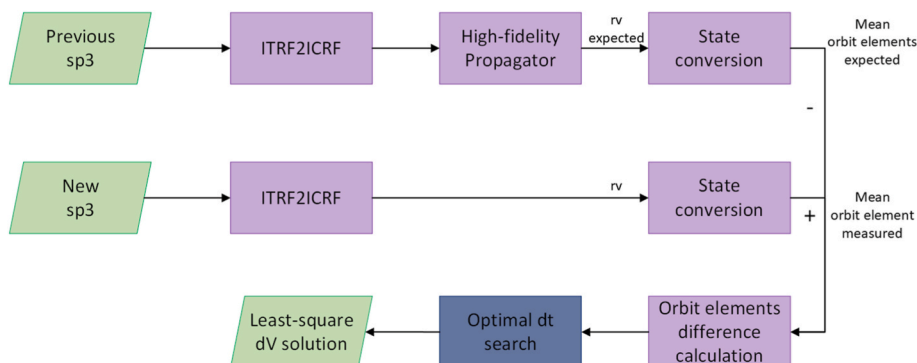 Previous
sp3
ITRF2ICRF
High-fidelity
Propagator
rv
expected
State
conversion
Mean
orbit elements
expected
-
New
sp3
ITRF2ICRF
rv
State
conversion
+
Mean
orbit element
measured
Least-square
dV solution
Optimal dt
search
Orbit elements
difference
calculation